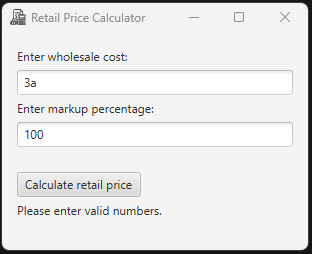 Retail Price Calculator
Enter wholesale cost:
3a
Enter markup percentage:
100
Calculate retail price
Please enter valid numbers.